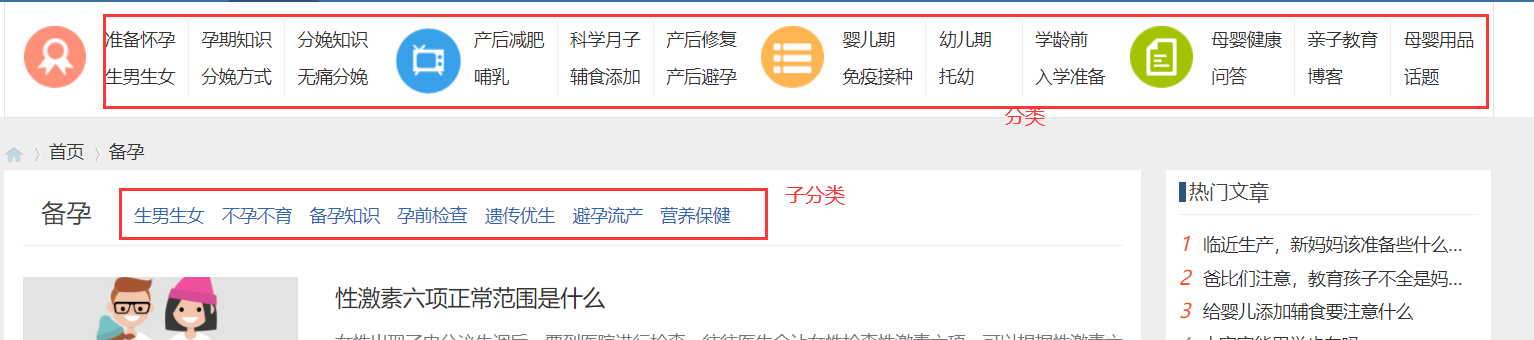 准备怀孕 孕期知识 分娩知识 产后减肥 科学月子 产后修复 婴儿期 幼儿期 学龄前 母婴健康 亲子教育 母婴用品
生男生女 分娩方式 无痛分娩 哺乳 辅食添加 产后避孕 免疫接种 托幼 入学准备 问答 博客 话题
分类
首页 备孕
备孕 生男生女 不孕不育 备孕知识 孕前检查 遗传优生 避孕流产 营养保健
子分类
热门文章
1 临近生产，新妈妈该准备些什么...
2 爸比们注意，教育孩子不全是妈...
3 给婴儿添加辅食要注意什么
性激素六项正常范围是什么